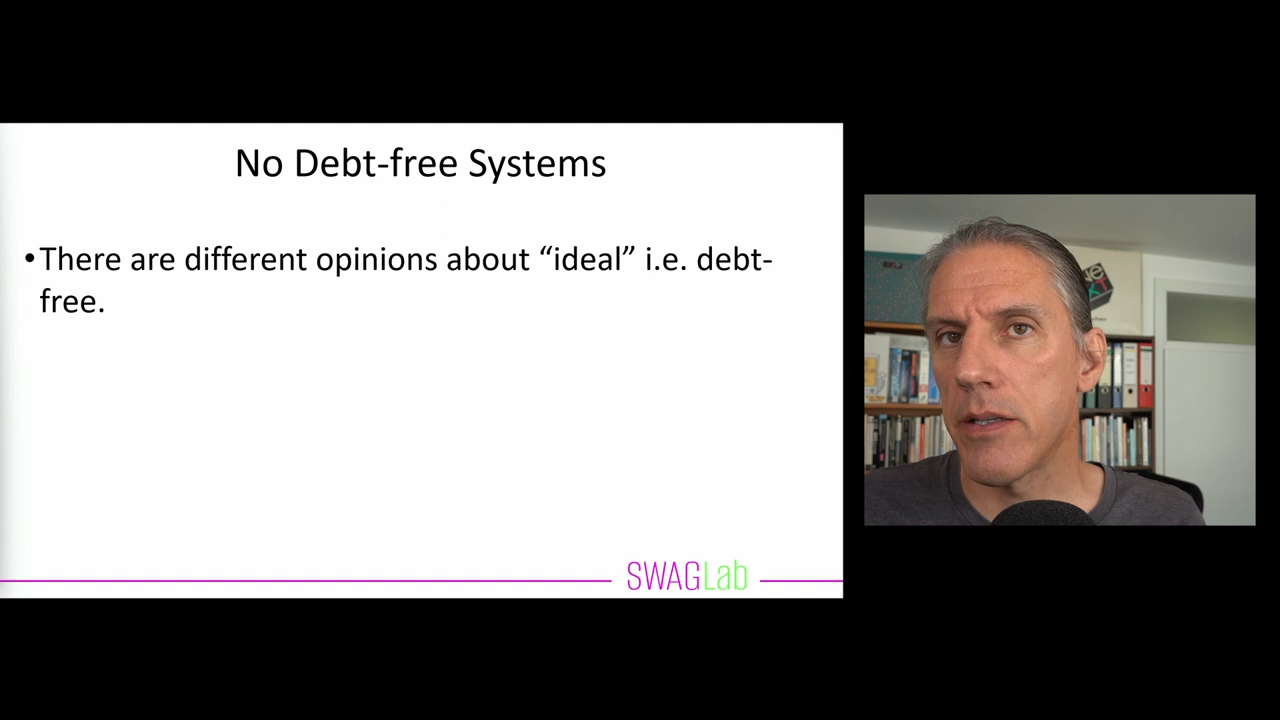 No Debt-free Systems
•There are different opinions about “ideal” i.e. debt-
free.
SWAGLab